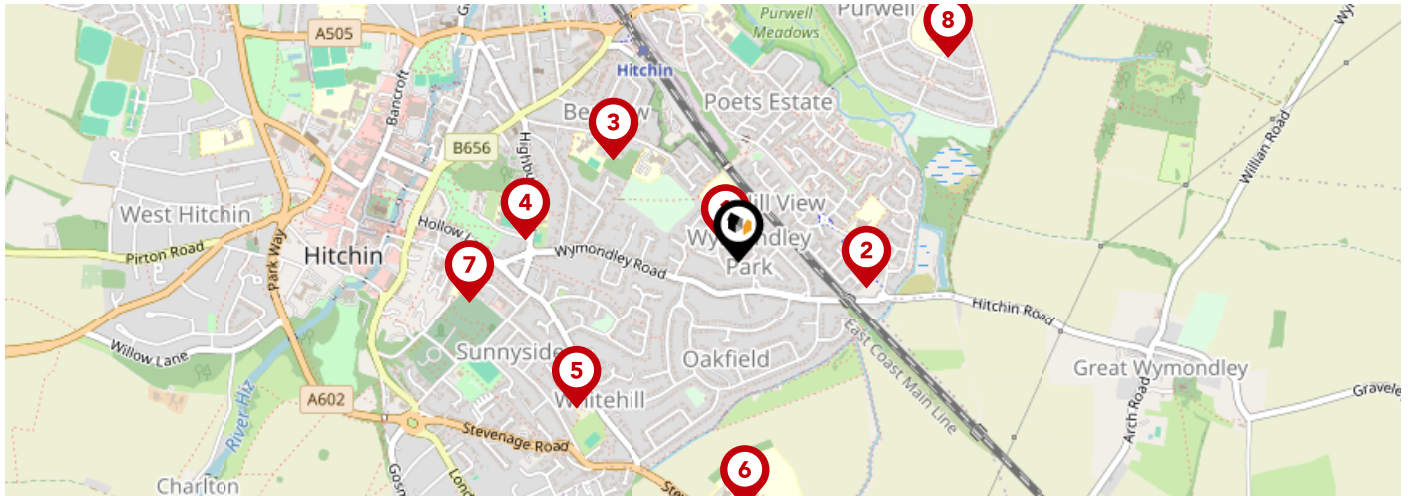 Purwell
Meadows
Purwell
8
A505
Hitchin
Bancroft
Poets Estate
3
B656
Willian Road
4
West Hitchin
Hill View
Hollow
Wymondley
Park
Pirton Road
Hitchin
Park Way
Wymondley Road
2
7
Hitchin Road
Willow Lane
Sunnyside
Oakfield
East Coast Main Line
Great Wymondley
5
Whitehill
A602
River Hiz
Stevenage Road
Arch Road
6
Charlton